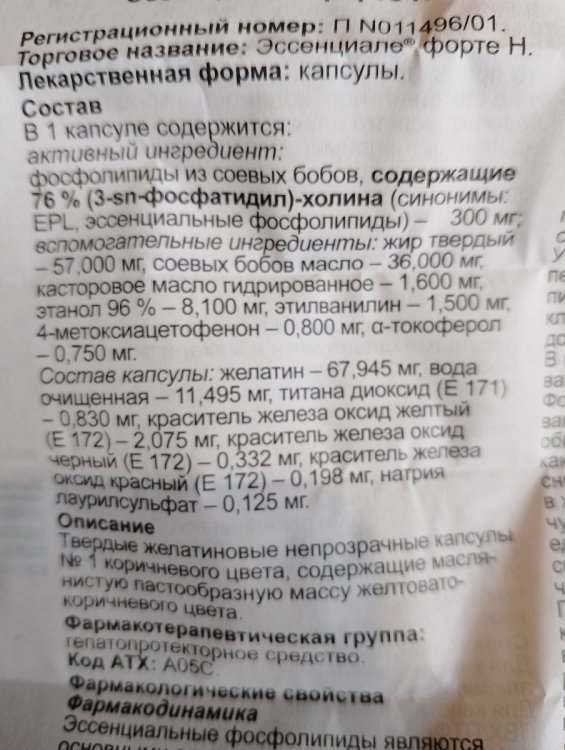 Регистрационный номер: П N011496/01.
Торговое название: Эссенциале® форте Н.
Лекарственная форма: капсулы.
Состав
В 1 капсуле содержится:
активный ингредиент:
фосфолипиды из соевых бобов, содержащие
76 % (3-sn-фосфатидил)-холина (синонимы:
EPL, эссенциальные фосфолипиды) – 300 мг;
вспомогательные ингредиенты: жир твердый
– 57,000 мг, соевых бобов масло – 36,000 мг,
касторовое масло гидрированное – 1,600 мг,
этанол 96 % – 8,100 мг, этилванилин – 1,500 мг,
4-метоксиацетофенон – 0,800 мг, α-токоферол
– 0,750 мг.
Состав капсулы: желатин – 67,945 мг, вода
очищенная – 11,495 мг, титана диоксид (Е 171)
– 0,830 мг, краситель железа оксид желтый
(Е 172) – 2,075 мг, краситель железа оксид
черный (Е 172) – 0,332 мг, краситель железа
оксид красный (Е 172) – 0,198 мг, натрия
лаурилсульфат – 0,125 мг.
Описание
Твердые желатиновые непрозрачные капсулы
№ 1 коричневого цвета, содержащие масля-
нистую пастообразную массу желтовато-
коричневого цвета.
Фармакотерапевтическая группа:
гепатопротекторное средство.
Код АТХ: А05С.
Фармакологические свойства
Фармакодинамика
Эссенциальные фосфолипиды являются